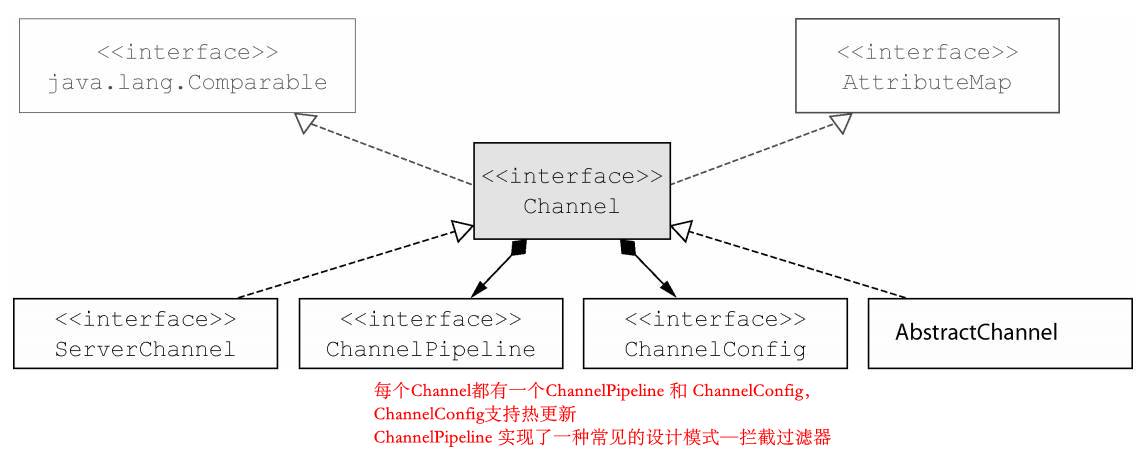 <<interface>>
java.lang.Comparable
<<interface>>
AttributeMap
<<interface>>
Channel
<<interface>>
ServerChannel
<<interface>>
ChannelPipeline
<<interface>>
ChannelConfig
AbstractChannel
每个Channel都有一个ChannelPipeline 和 ChannelConfig，
ChannelConfig支持热更新
ChannelPipeline 实现了一种常见的设计模式—拦截过滤器